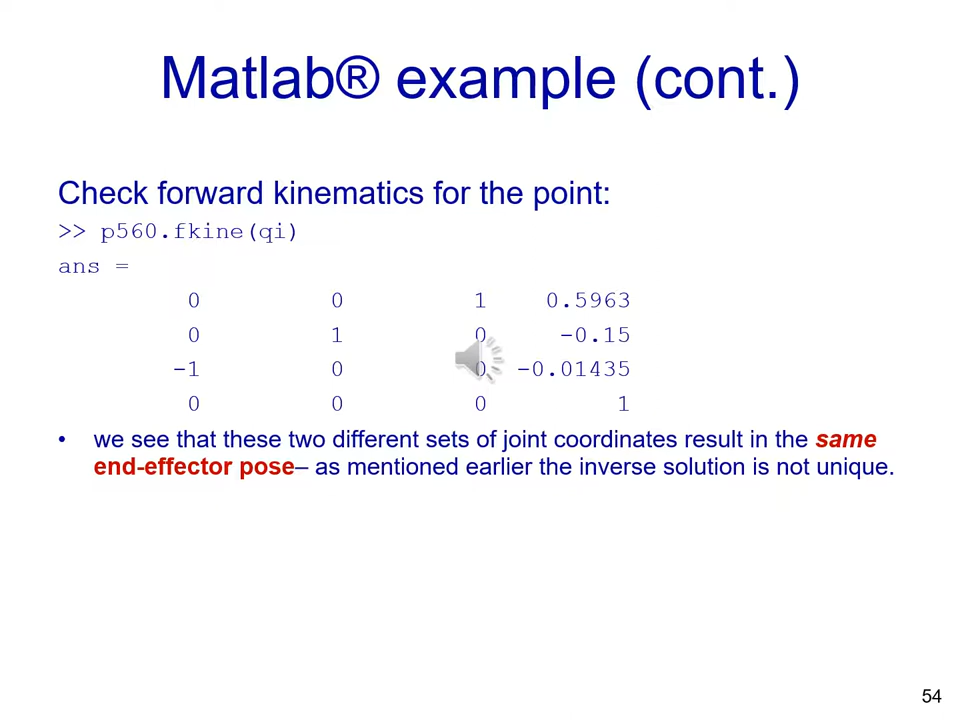 Matlab® example (cont.)
Check forward kinematics for the point:
>> p560.fkine(qi)
ans =
0 0 1 0.5963
0 1 0 -0.15
-1 0 0 -0.01435
0 0 0 1
• we see that these two different sets of joint coordinates result in the same
end-effector pose– as mentioned earlier the inverse solution is not unique.
54